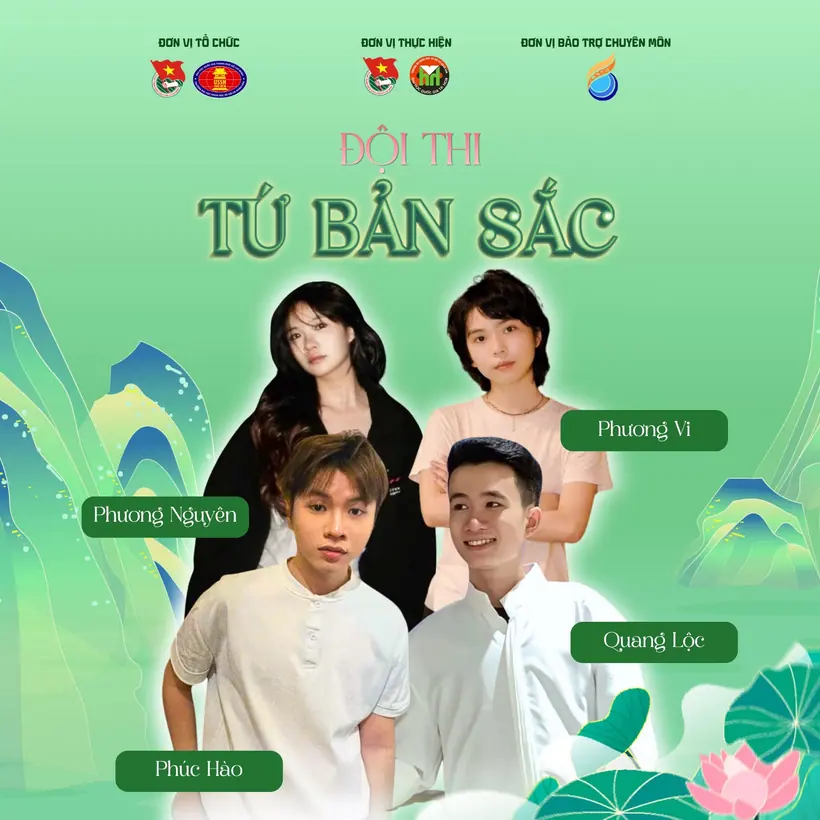 ĐƠN VỊ TỔ CHỨC
ĐƠN VỊ THỰC HIỆN
ĐƠN VỊ BẢO TRỢ CHUYÊN MÔN
ĐỘI THI
TỨ BẢN SẮC
Phương Vi
Phương Nguyên
Quang Lộc
Phúc Hào